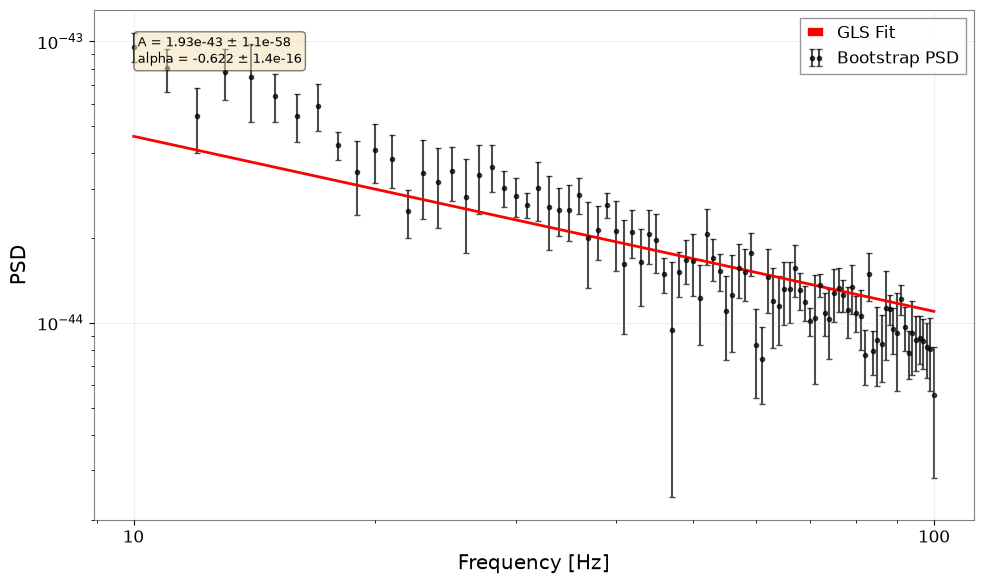 A = 1.93e-43 ± 1.1e-58
alpha = -0.622 ± 1.4e-16
GLS Fit
Bootstrap PSD
10⁻⁴³
10⁻⁴⁴
PSD
10
100
Frequency [Hz]